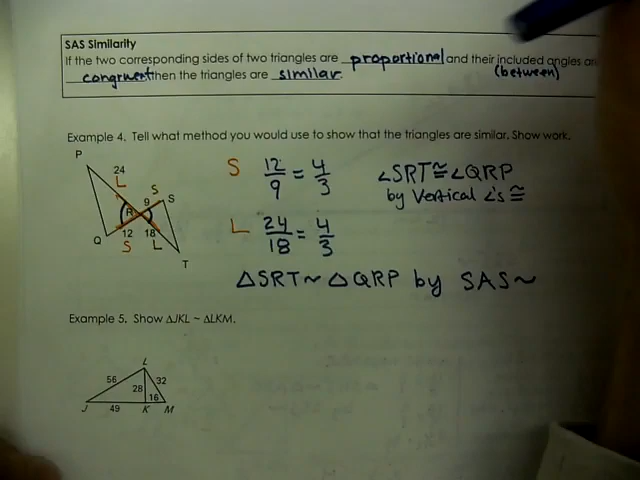 SAS Similarity
If the two corresponding sides of two triangles are proportional and their included angles
(between)
congruent then the triangles are similar
Example 4. Tell what method you would use to show that the triangles are similar. Show work.
P
24
L
S
9
S
R
Q
12
18
S
L
T
S 12/9 = 4/3
∠SRT≅∠QRP
by Vertical ∠'s ≅
L 24/18 = 4/3
△SRT ~ △QRP by SAS~
Example 5. Show ΔJKL ~ ΔLKM.
L
56
32
28
16
J
49
K
M